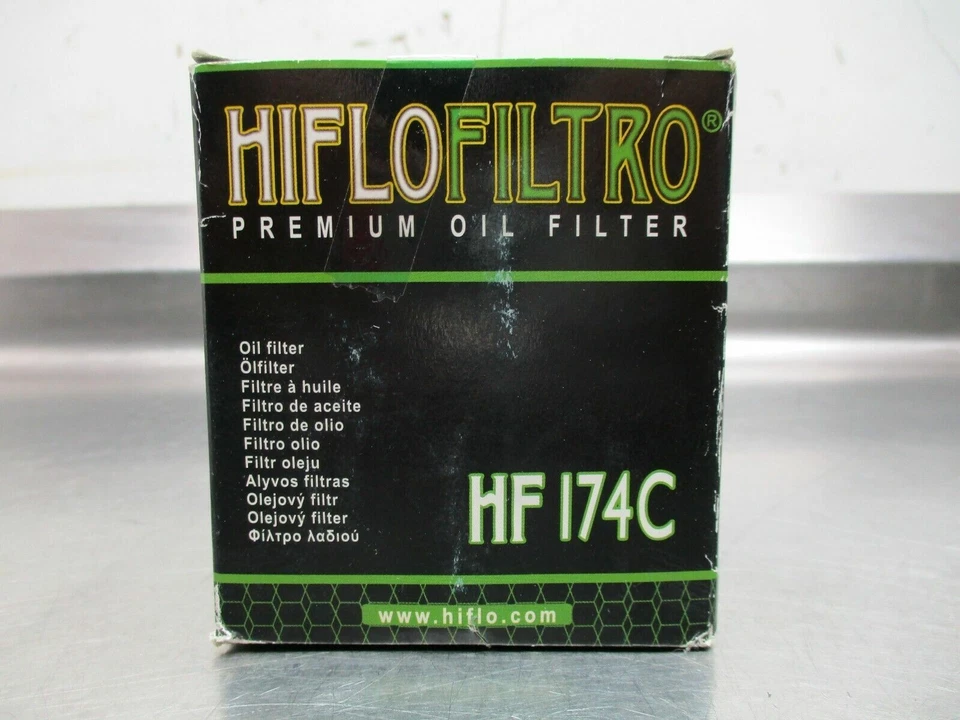 HIFLOFILTRO®
PREMIUM OIL FILTER
Oil filter
Ölfilter
Filtre à huile
Filtro de aceite
Filtro de olio
Filtro olio
Filtr oleju
Alyvos filtras
Olejový filtr
Olejový filter
Φίλτρο λαδιού
HF 174C
www.hiflo.com